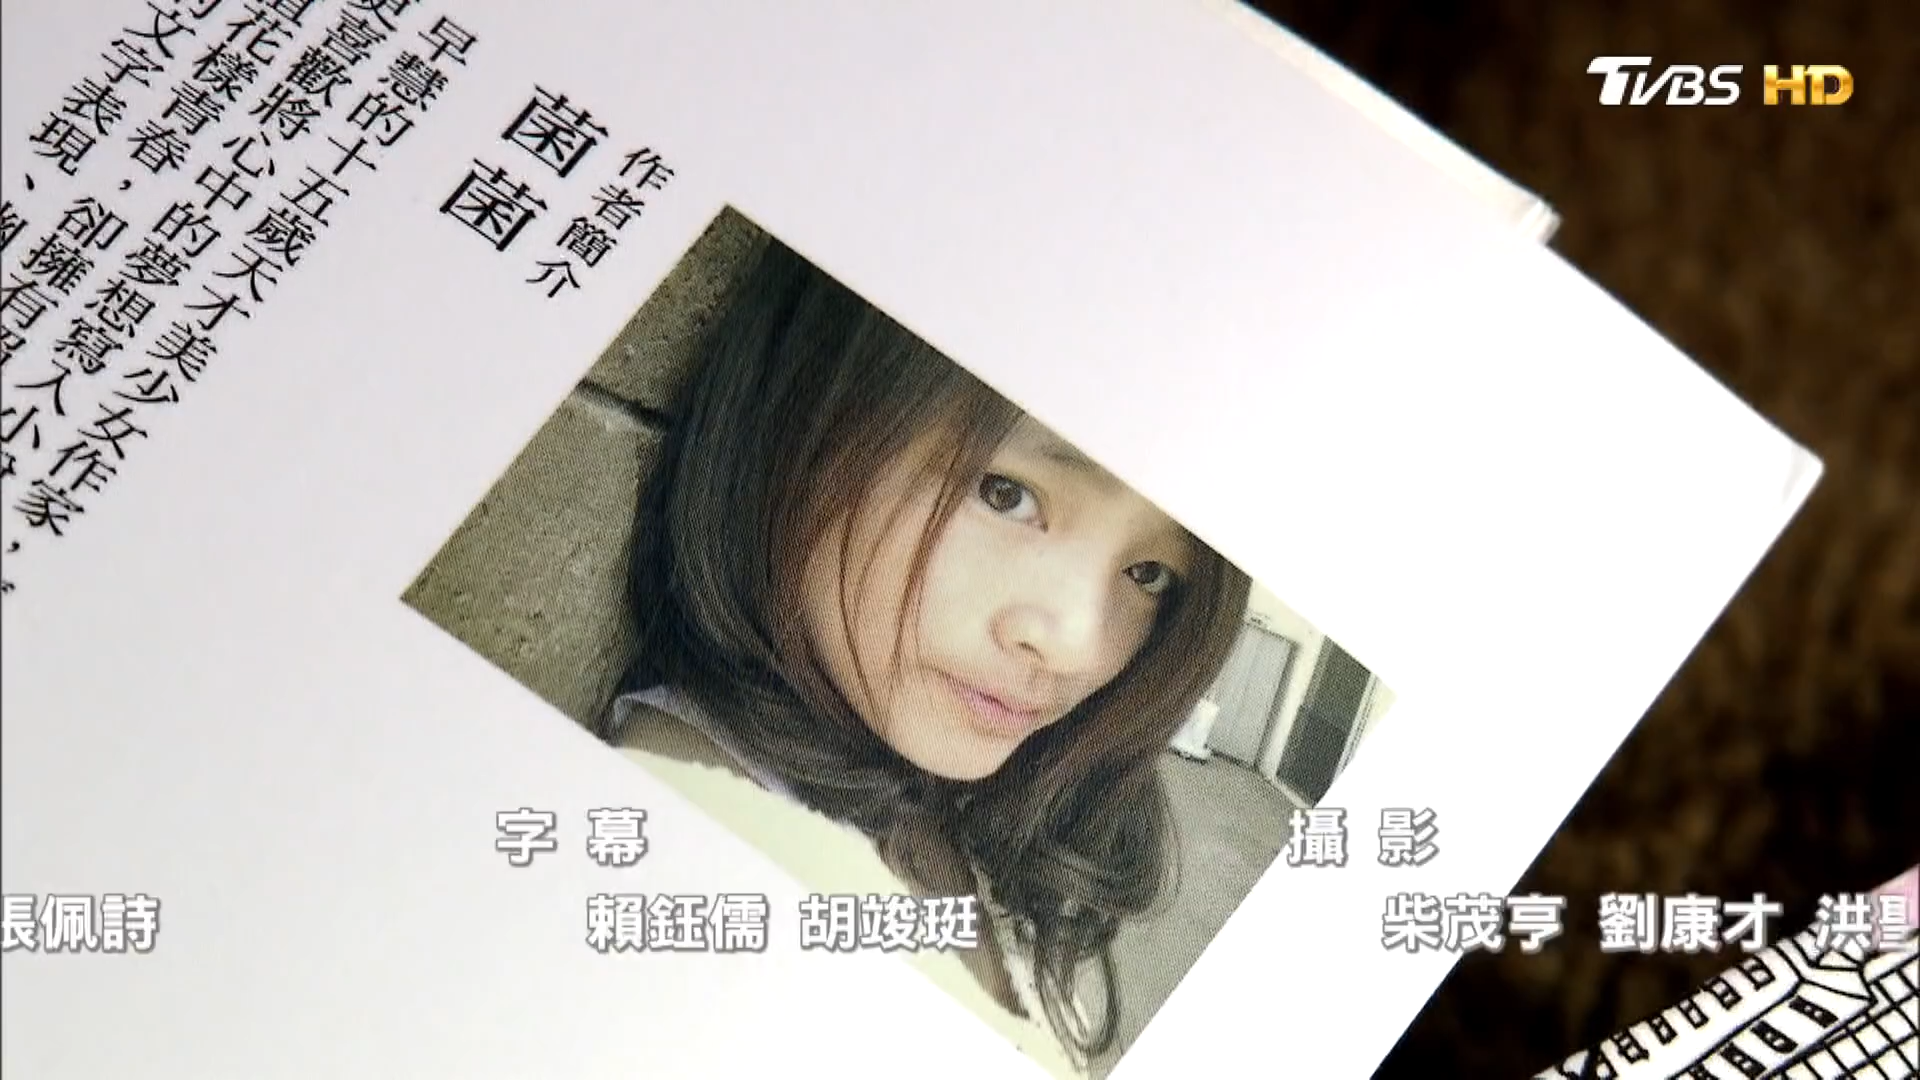 TVBS HD
作者簡介
菌菌
早慧的十五歲天才美少女作家，
更喜歡將心中的夢想寫入小
花樣青春，卻擁有
文字表現、
字幕
攝影
張佩詩
賴鈺儒 胡竣珽
柴茂亨 劉康才 洪